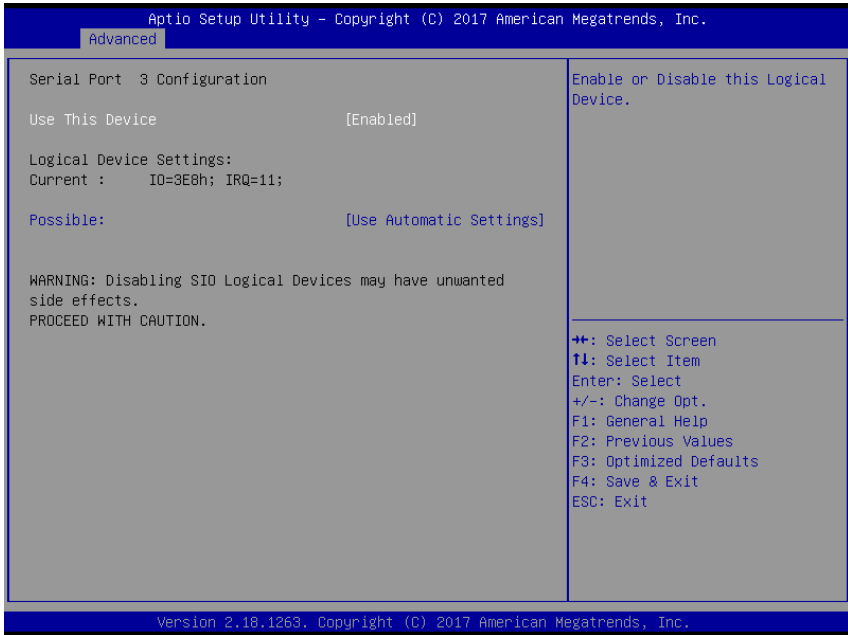 Aptio Setup Utility – Copyright (C) 2017 American Megatrends, Inc.
Advanced
Serial Port 3 Configuration
Use This Device [Enabled]
Logical Device Settings:
Current : IO=3E8h; IRQ=11;
Possible: [Use Automatic Settings]
WARNING: Disabling SIO Logical Devices may have unwanted
side effects.
PROCEED WITH CAUTION.
Enable or Disable this Logical
Device.
→←: Select Screen
↑↓: Select Item
Enter: Select
+/-: Change Opt.
F1: General Help
F2: Previous Values
F3: Optimized Defaults
F4: Save & Exit
ESC: Exit
Version 2.18.1263. Copyright (C) 2017 American Megatrends, Inc.